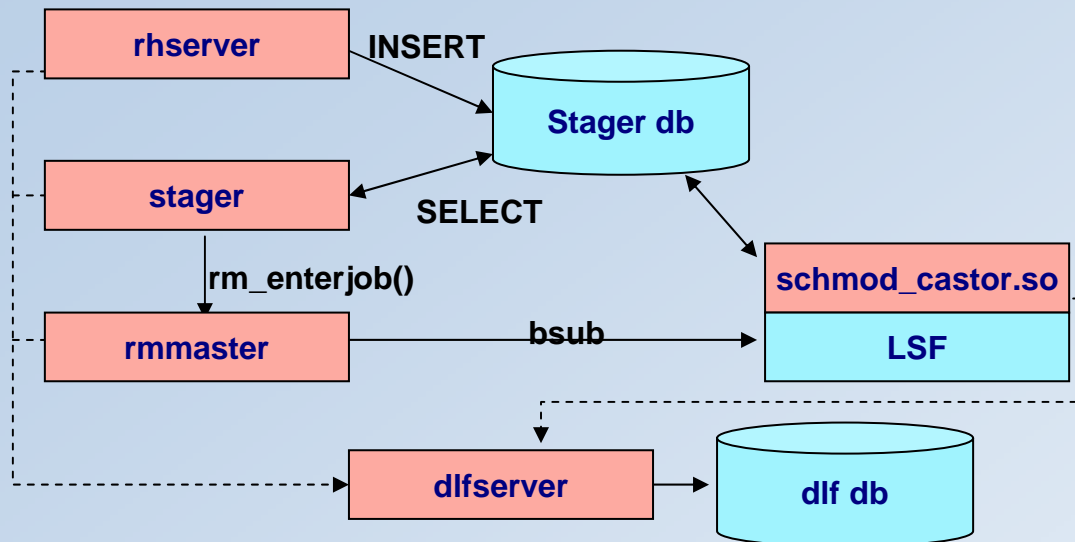 rhserver
INSERT
Stager db
stager
SELECT
rm_enterjob()
schmod_castor.so
rmmaster
bsub
LSF
dlfserver
dlf db